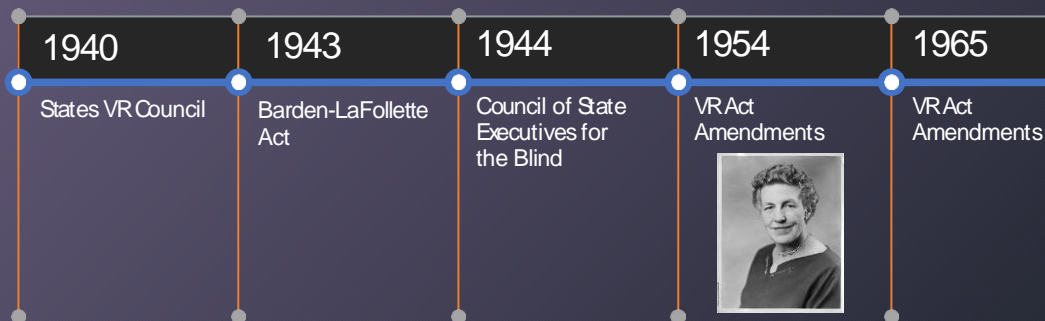 1940
1943
1944
1954
1965
States VR Council
Barden-LaFollette
Act
Council of State
Executives for
the Blind
VR Act
Amendments
VR Act
Amendments